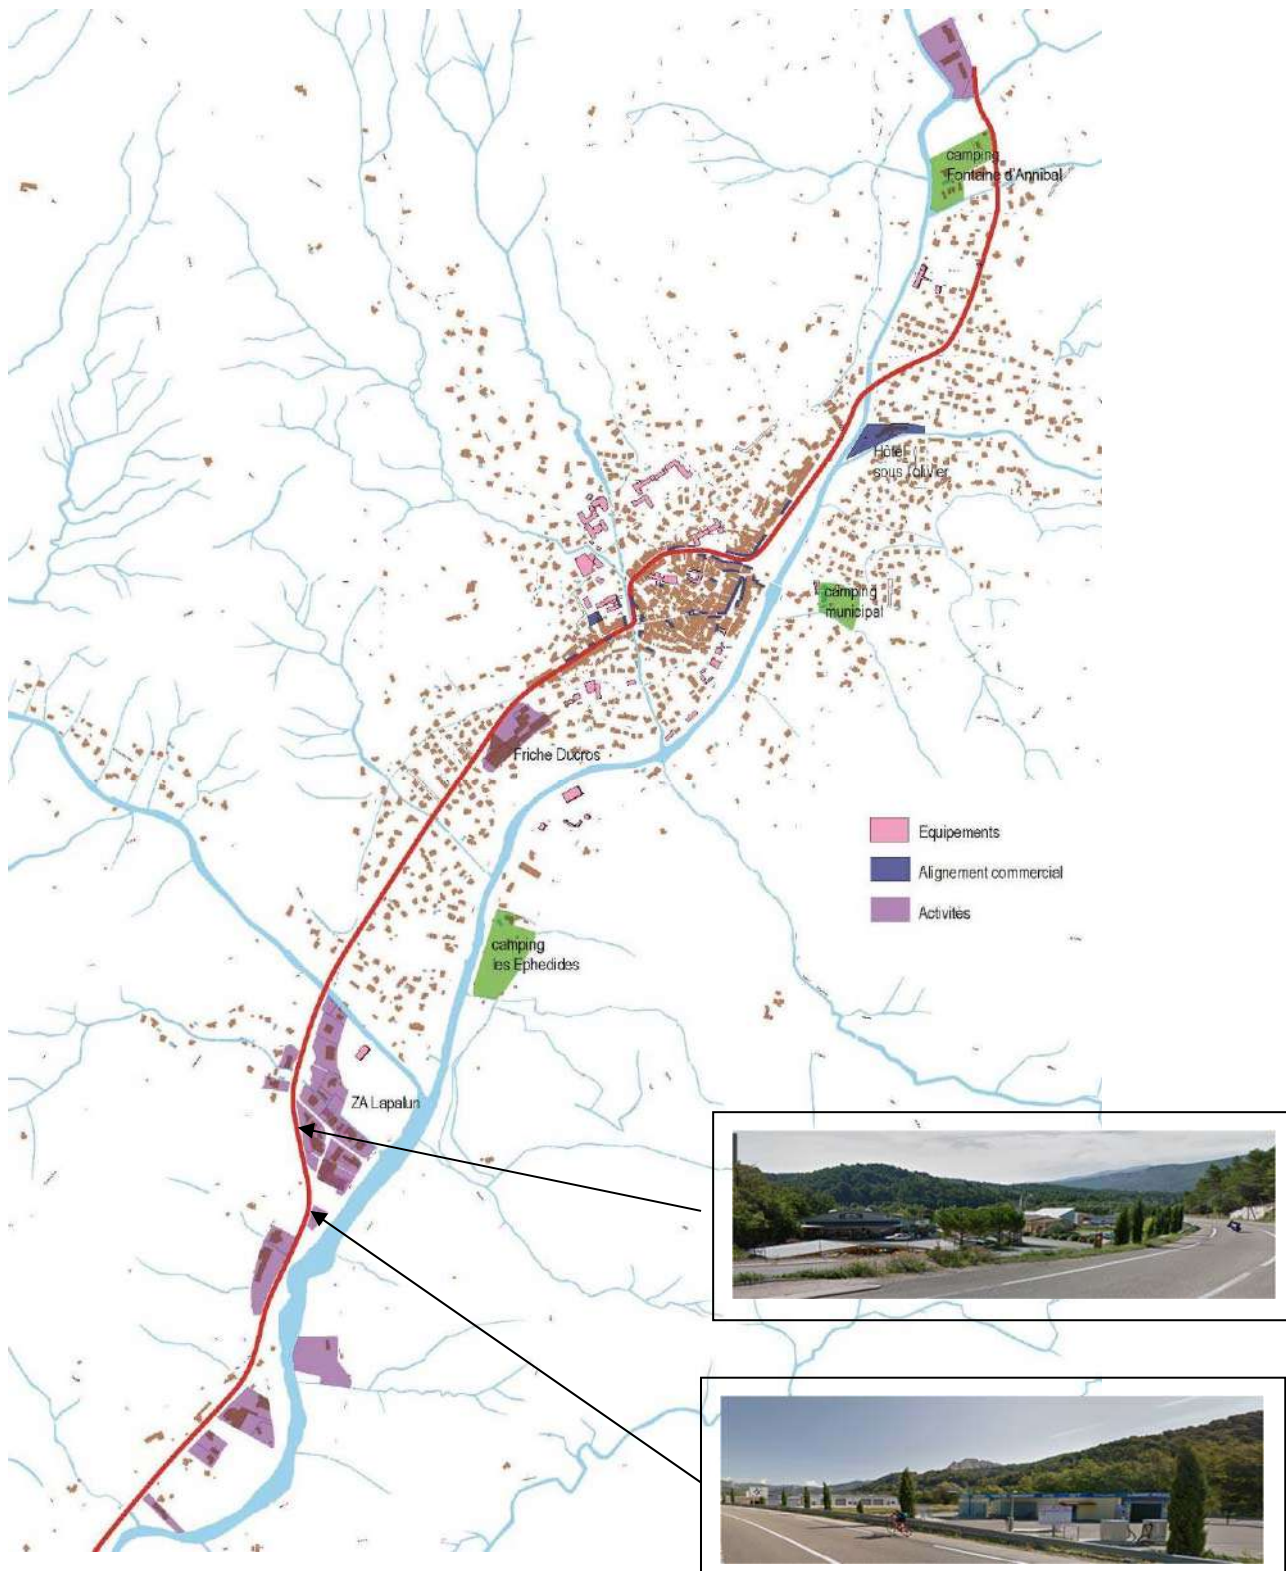 camping
Fontaine d'Annibal
Hôtel
sous l'olivier
camping
municipal
Friche Ducros
Equipements
Alignement commercial
Activités
camping
les Ephedides
ZA Lapalun